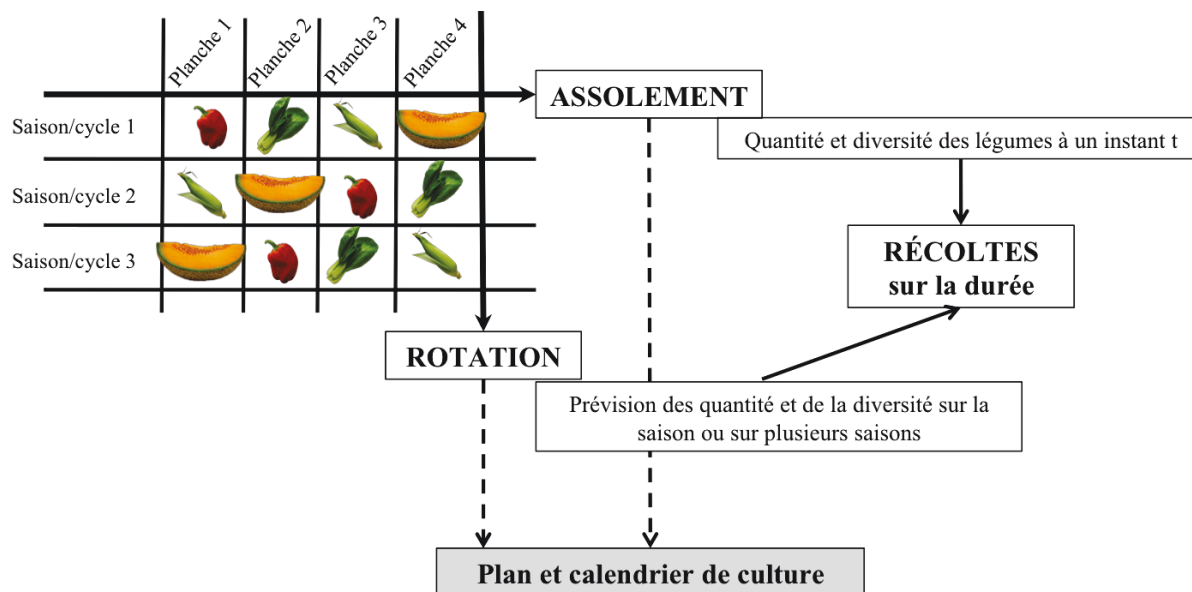 Planche 1
Planche 2
Planche 3
Planche 4
ASSOLEMENT
Saison/cycle 1
Quantité et diversité des légumes à un instant t
Saison/cycle 2
Saison/cycle 3
RÉCOLTES
sur la durée
ROTATION
Prévision des quantité et de la diversité sur la
saison ou sur plusieurs saisons
Plan et calendrier de culture